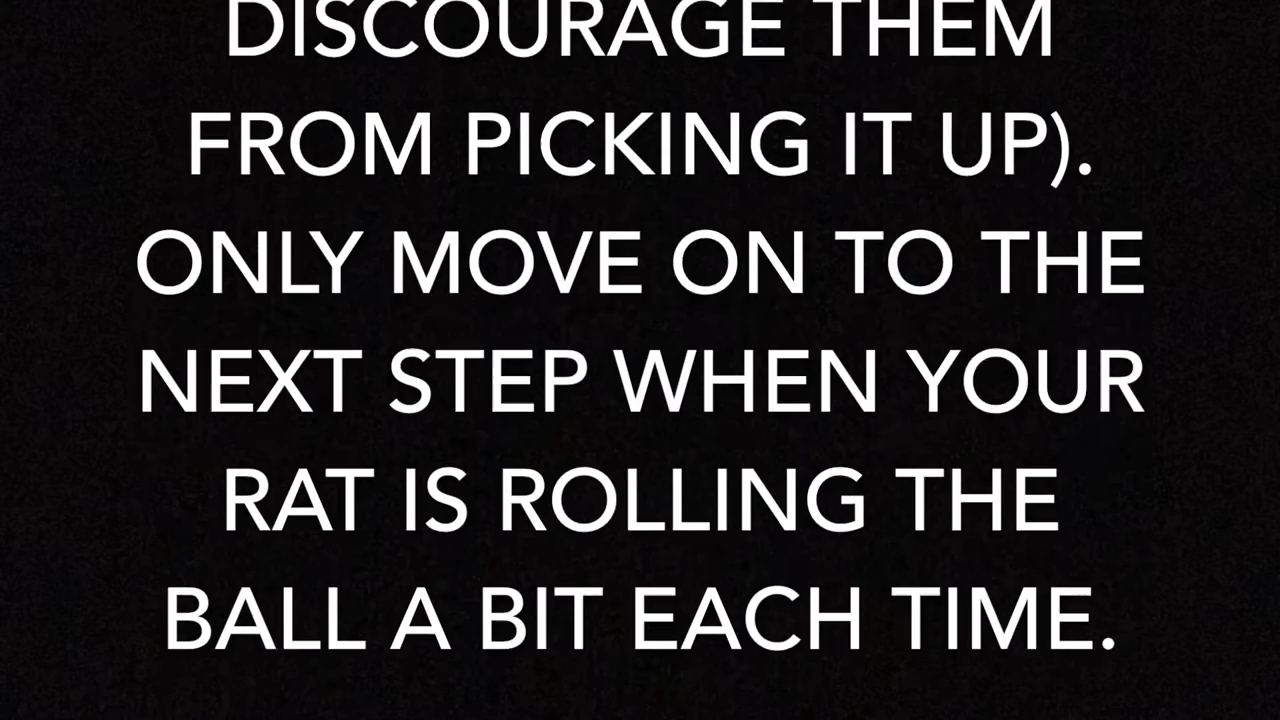 DISCOURAGE THEM
FROM PICKING IT UP).
ONLY MOVE ON TO THE
NEXT STEP WHEN YOUR
RAT IS ROLLING THE
BALL A BIT EACH TIME.